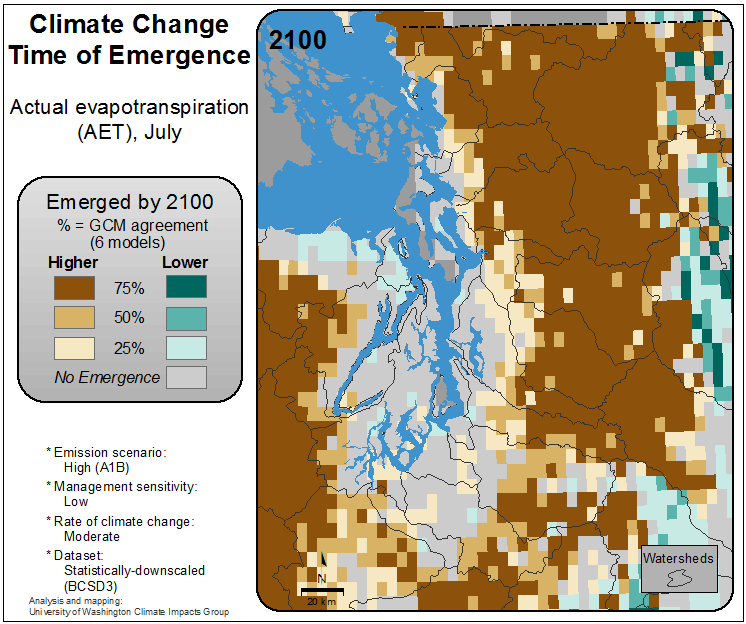 Climate Change
Time of Emergence
Actual evapotranspiration
(AET), July
Emerged by 2100
% = GCM agreement
(6 models)
Higher Lower
75%
50%
25%
No Emergence
* Emission scenario:
High (A1B)
* Management sensitivity:
Low
* Rate of climate change:
Moderate
* Dataset:
Statistically-downscaled
(BCSD3)
Analysis and mapping:
University of Washington Climate Impacts Group
2100
N
20 km
Watersheds